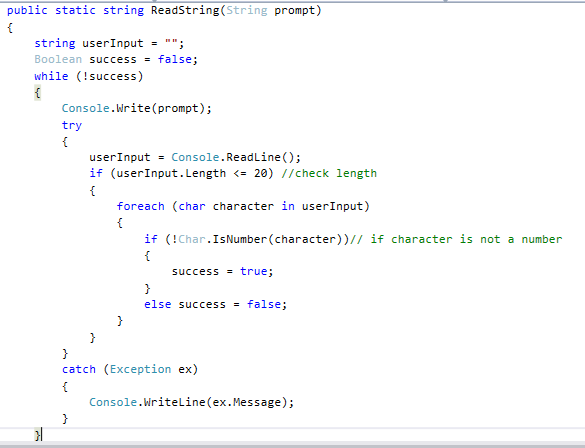 public static string ReadString(String prompt)
{
    string userInput = "";
    Boolean success = false;
    while (!success)
    {
        Console.Write(prompt);
        try
        {
            userInput = Console.ReadLine();
            if (userInput.Length <= 20) //check length
            {
                foreach (char character in userInput)
                {
                    if (!Char.IsNumber(character))// if character is not a number
                    {
                        success = true;
                    }
                    else success = false;
                }
            }
        }
        catch (Exception ex)
        {
            Console.WriteLine(ex.Message);
        }
    }